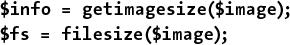 $info = getimagesize($image);
$fs = filesize($image);